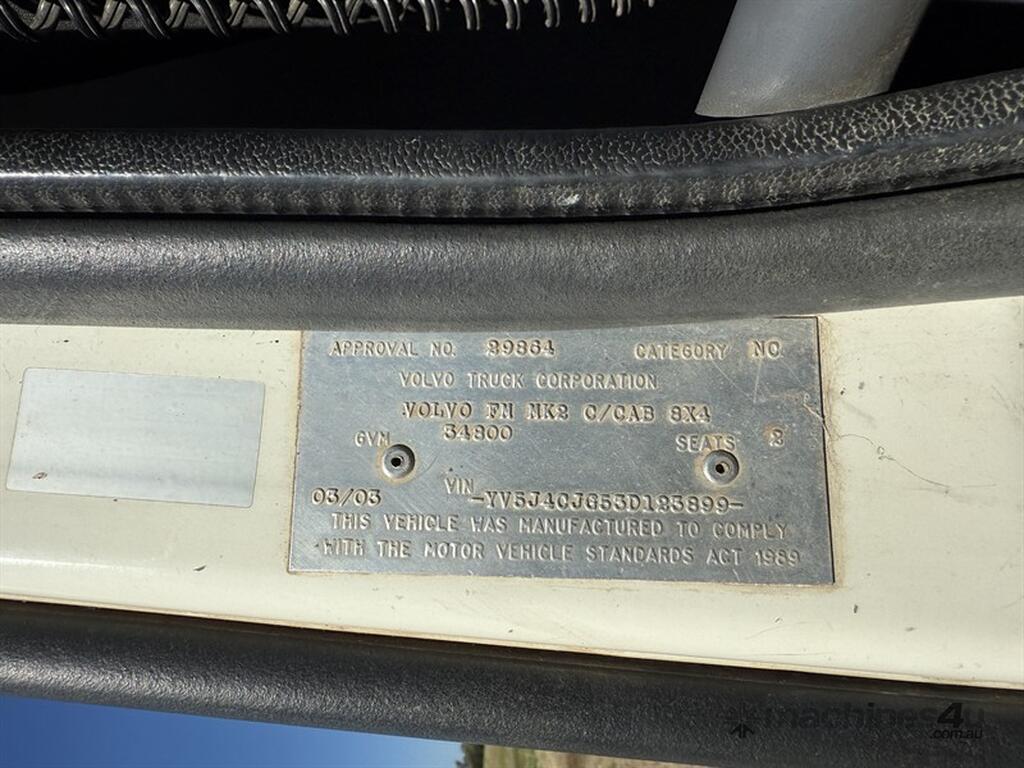 APPROVAL NO. 29864 CATEGORY NC
VOLVO TRUCK CORPORATION
VOLVO FM MK2 C/CAB 8X4
GVM 34800 SEATS 2
03/03 VIN -YV5J4CJG53D123899-
THIS VEHICLE WAS MANUFACTURED TO COMPLY
WITH THE MOTOR VEHICLE STANDARDS ACT 1989
machines4u
.com.au